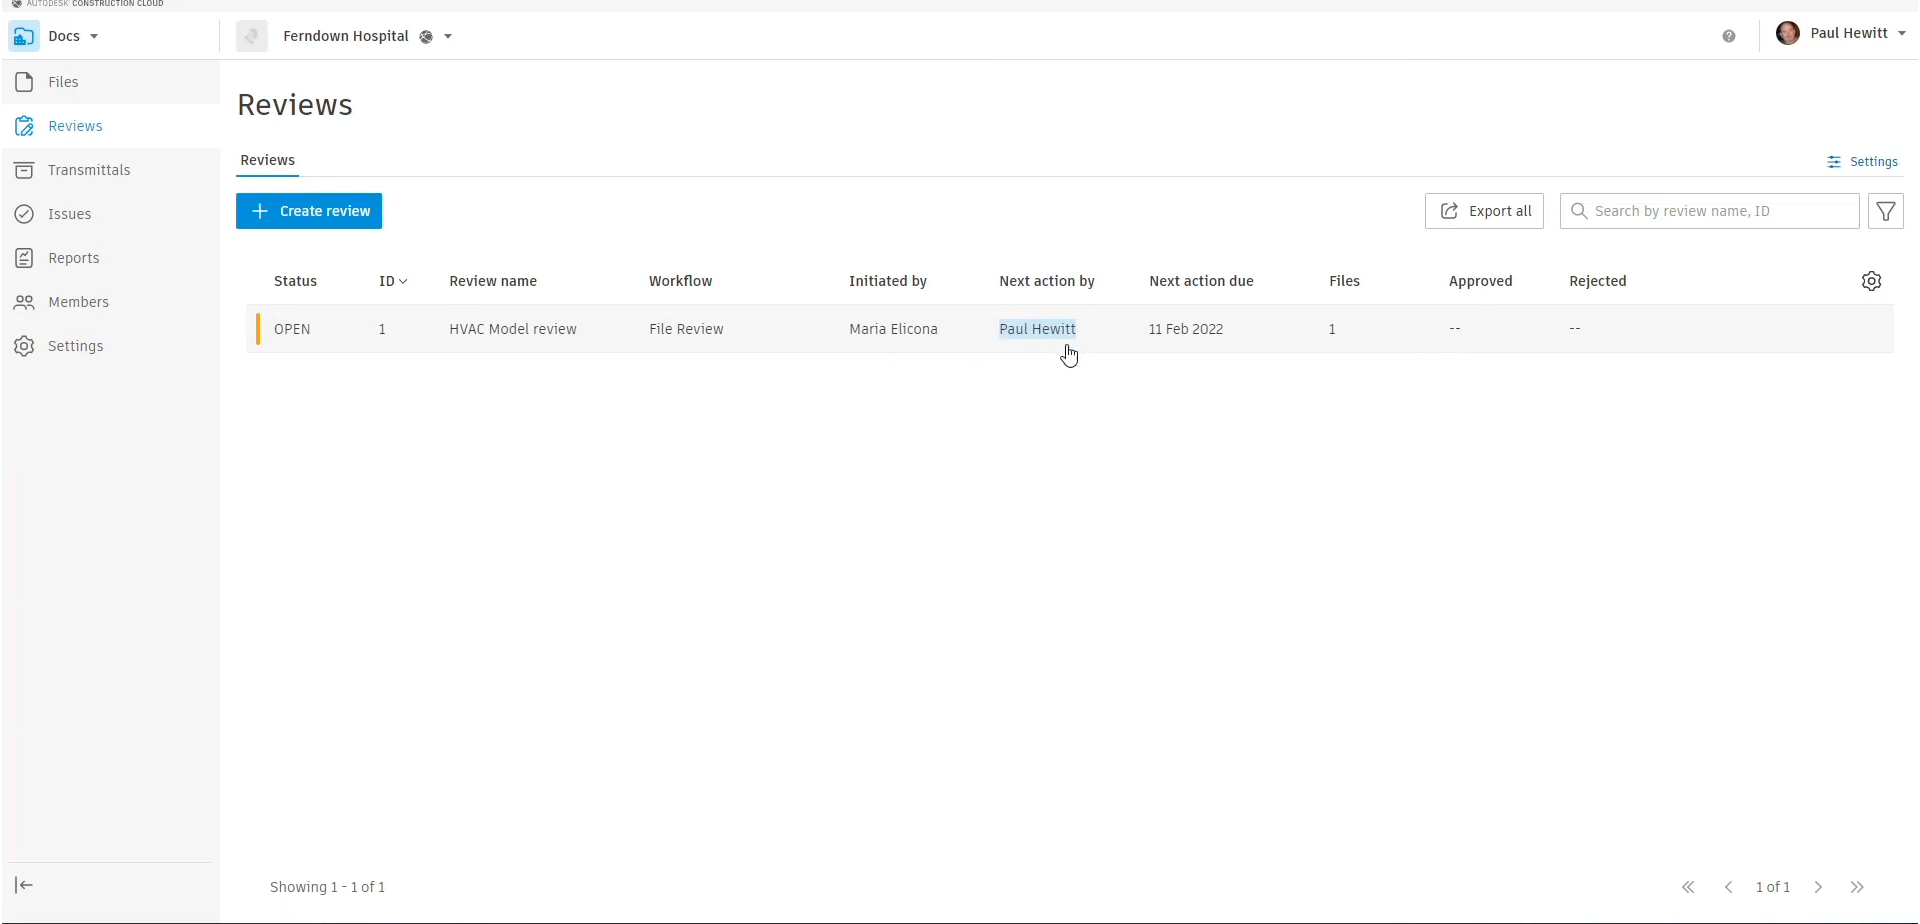 AUTODESK CONSTRUCTION CLOUD
Docs
Ferndown Hospital
Paul Hewitt
Files
Reviews
Transmittals
Issues
Reports
Members
Settings
Reviews
Reviews
Settings
Create review
Export all
Search by review name, ID
Status ID Review name Workflow Initiated by Next action by Next action due Files Approved Rejected
OPEN 1 HVAC Model review File Review Maria Elicona Paul Hewitt 11 Feb 2022 1 -- --
Showing 1 - 1 of 1
1 of 1